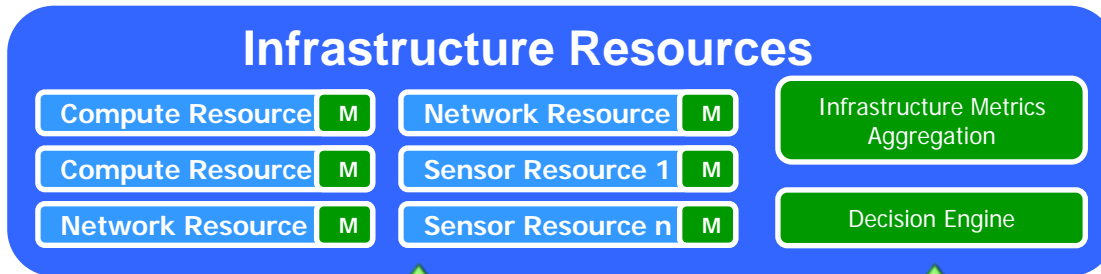 Infrastructure Resources
Compute Resource M
Compute Resource M
Network Resource M
Network Resource M
Sensor Resource 1 M
Sensor Resource n M
Infrastructure Metrics
Aggregation
Decision Engine